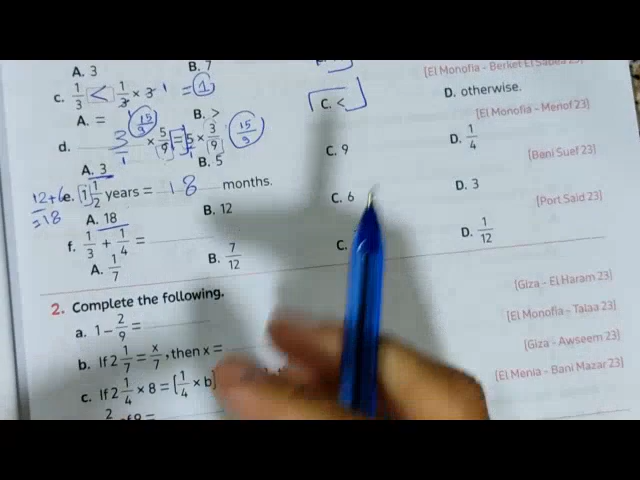 A. 3 B. 7
[El Monofia - Berket El Sabea 23]
c. 1/3 < 1/3 × 3 1 = 1
A. = B. > C. < D. otherwise.
[El Monofia - Menof 23]
15/9
d. 3/1 × 5/9 = 5/1 × 3/9 15/9
A. 3 B. 5 C. 9 D. 1/4
[Bani Suef 23]
12+6 e. 1 1/2 years = 18 months.
=18 A. 18 B. 12 C. 6 D. 3
[Port Said 23]
f. 1/3 + 1/4 =
A. 1/7 B. 7/12 C. D. 1/12
2. Complete the following.
[Giza - El Haram 23]
a. 1 – 2/9 =
[El Monofia - Talaa 23]
b. If 2 1/7 = x/7, then x =
[Giza - Awseem 23]
c. If 2 1/4 × 8 = [1/4 × b]
[El Menia - Bani Mazar 23]